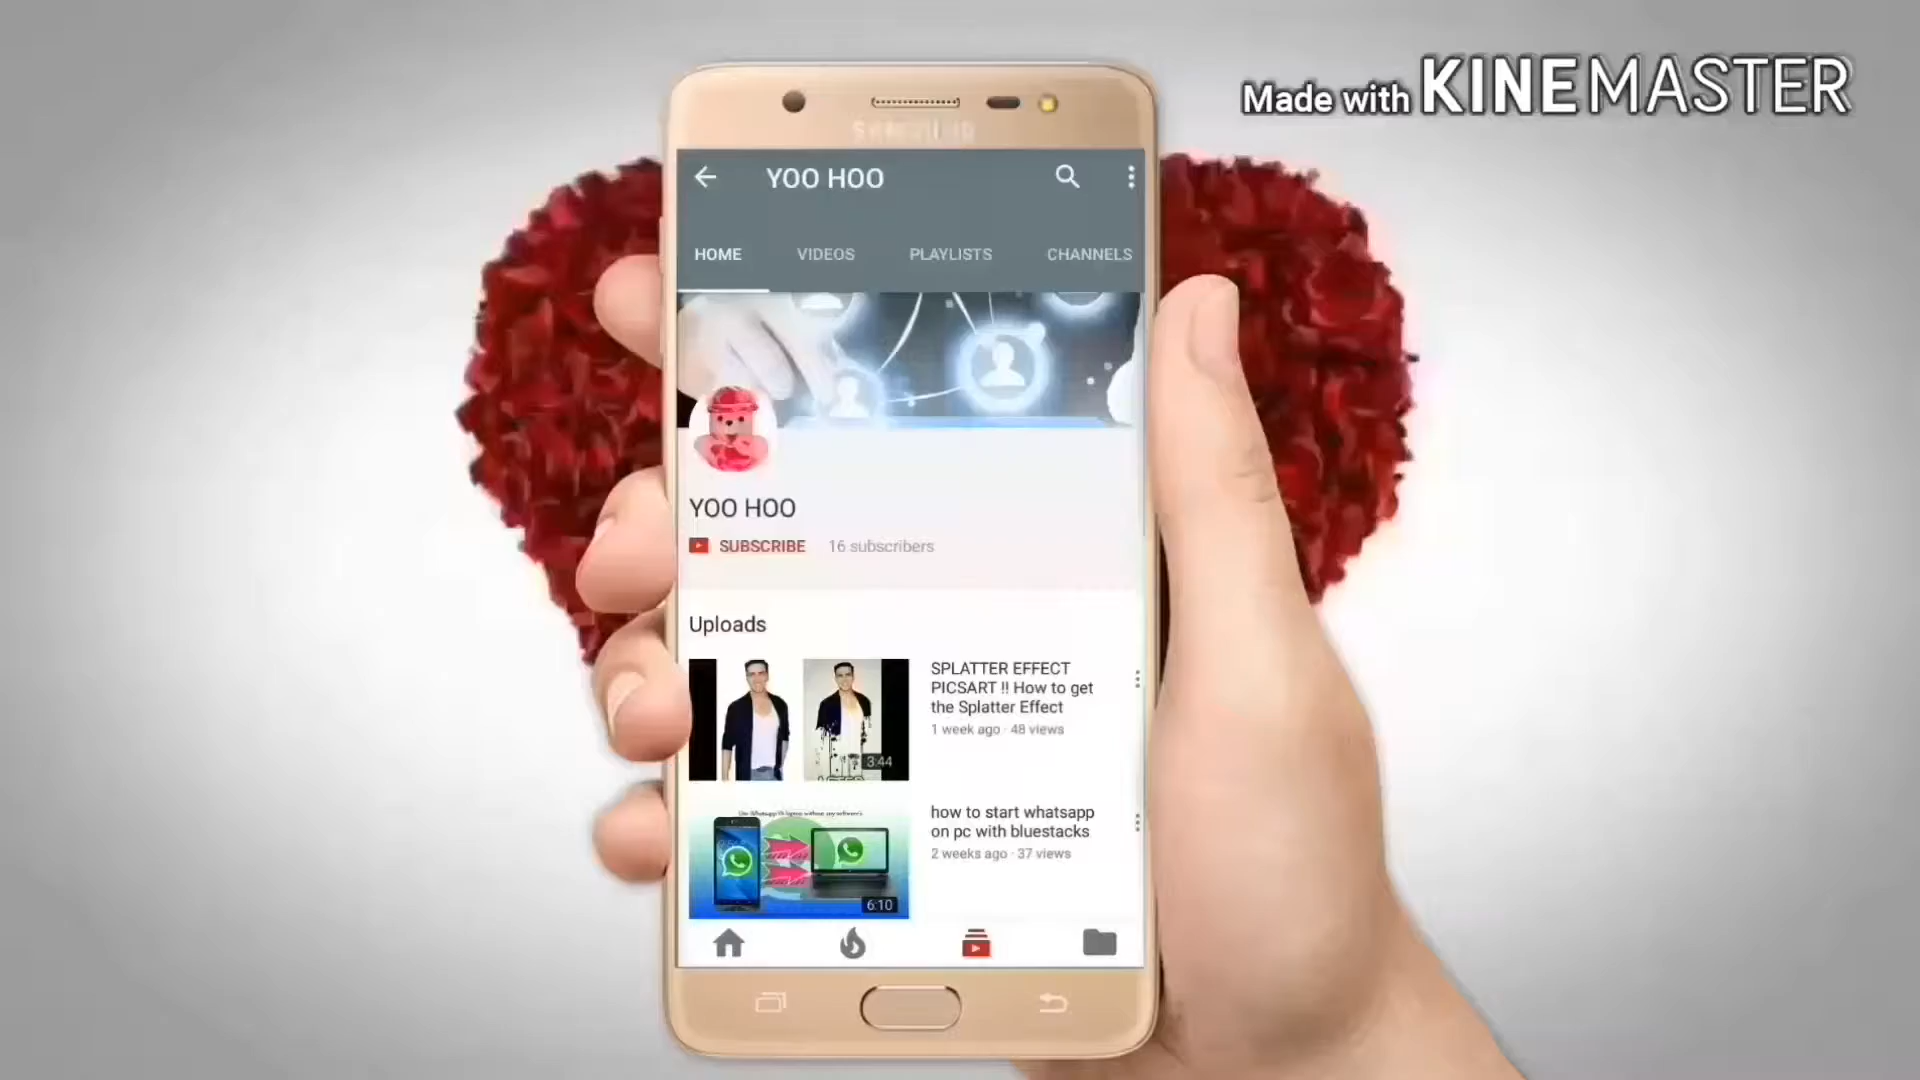 Made with KINEMASTER
SAMSUNG
YOO HOO
HOME VIDEOS PLAYLISTS CHANNELS
YOO HOO
SUBSCRIBE 16 subscribers
Uploads
SPLATTER EFFECT
PICSART !! How to get
the Splatter Effect
1 week ago · 48 views
3:44
how to start whatsapp
on pc with bluestacks
2 weeks ago · 37 views
6:10